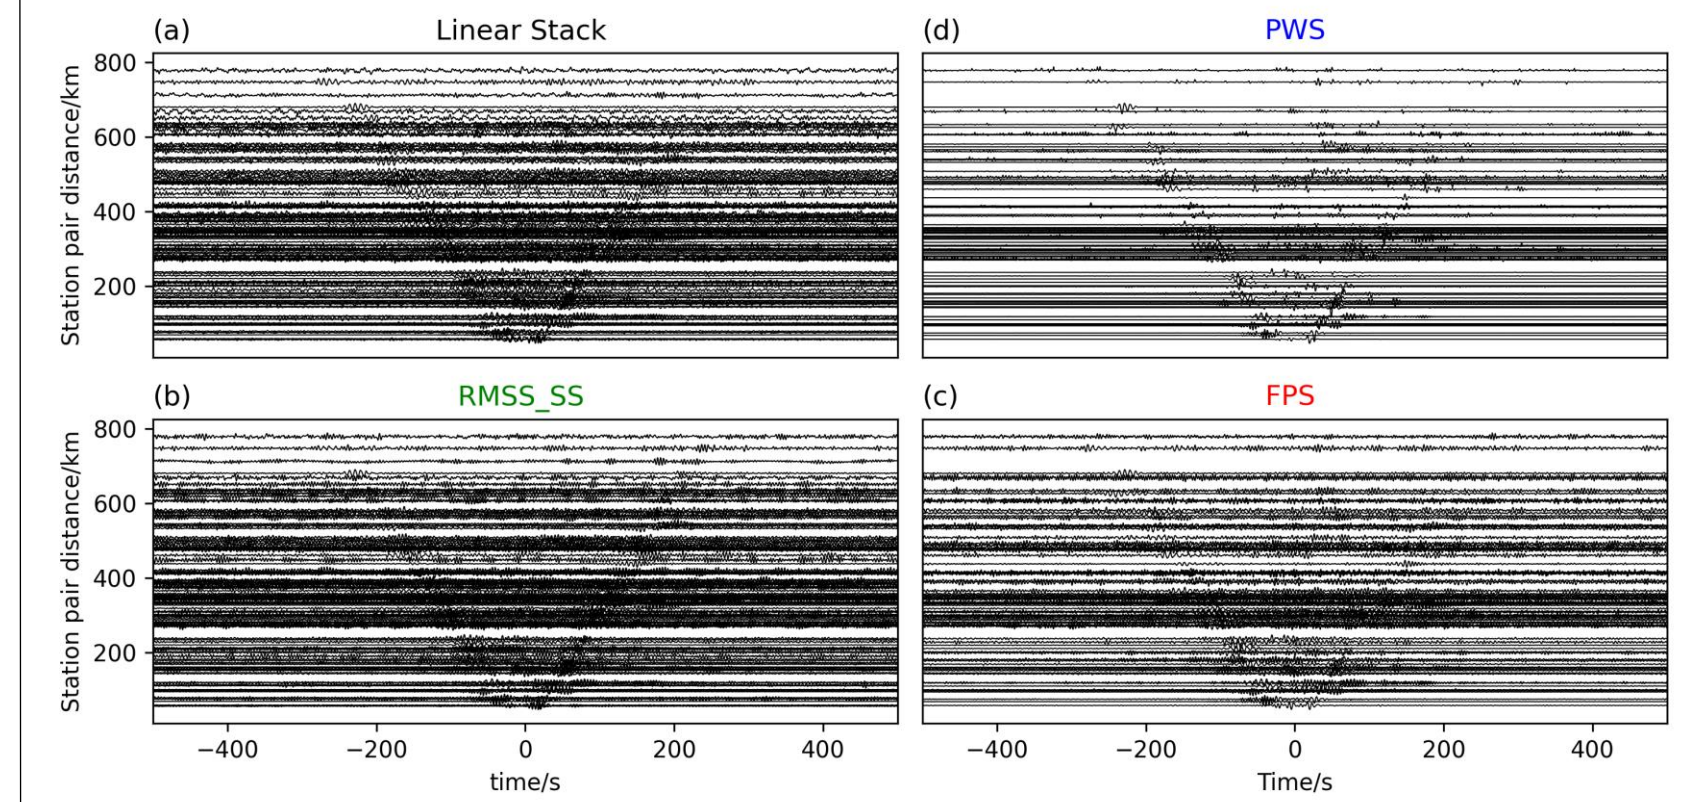 (a) Linear Stack
Station pair distance/km
800
600
400
200
(d) PWS
(b) RMSS_SS
Station pair distance/km
800
600
400
200
−400 −200 0 200 400
time/s
(c) FPS
−400 −200 0 200 400
Time/s